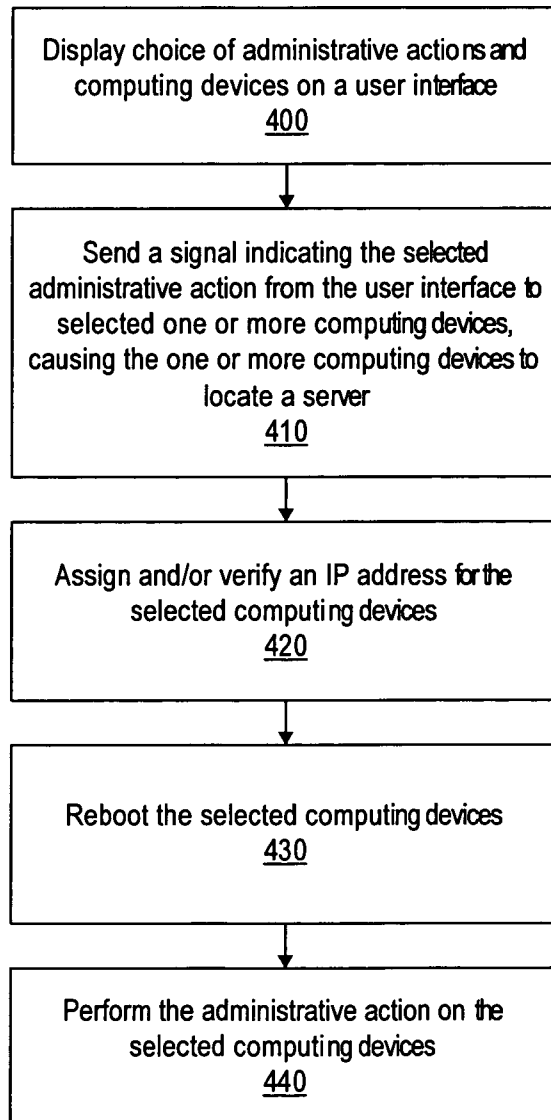 Display choice of administrative actions and
computing devices on a user interface
400
Send a signal indicating the selected
administrative action from the user interface to
selected one or more computing devices,
causing the one or more computing devices to
locate a server
410
Assign and/or verify an IP address for the
selected computing devices
420
Reboot the selected computing devices
430
Perform the administrative action on the
selected computing devices
440